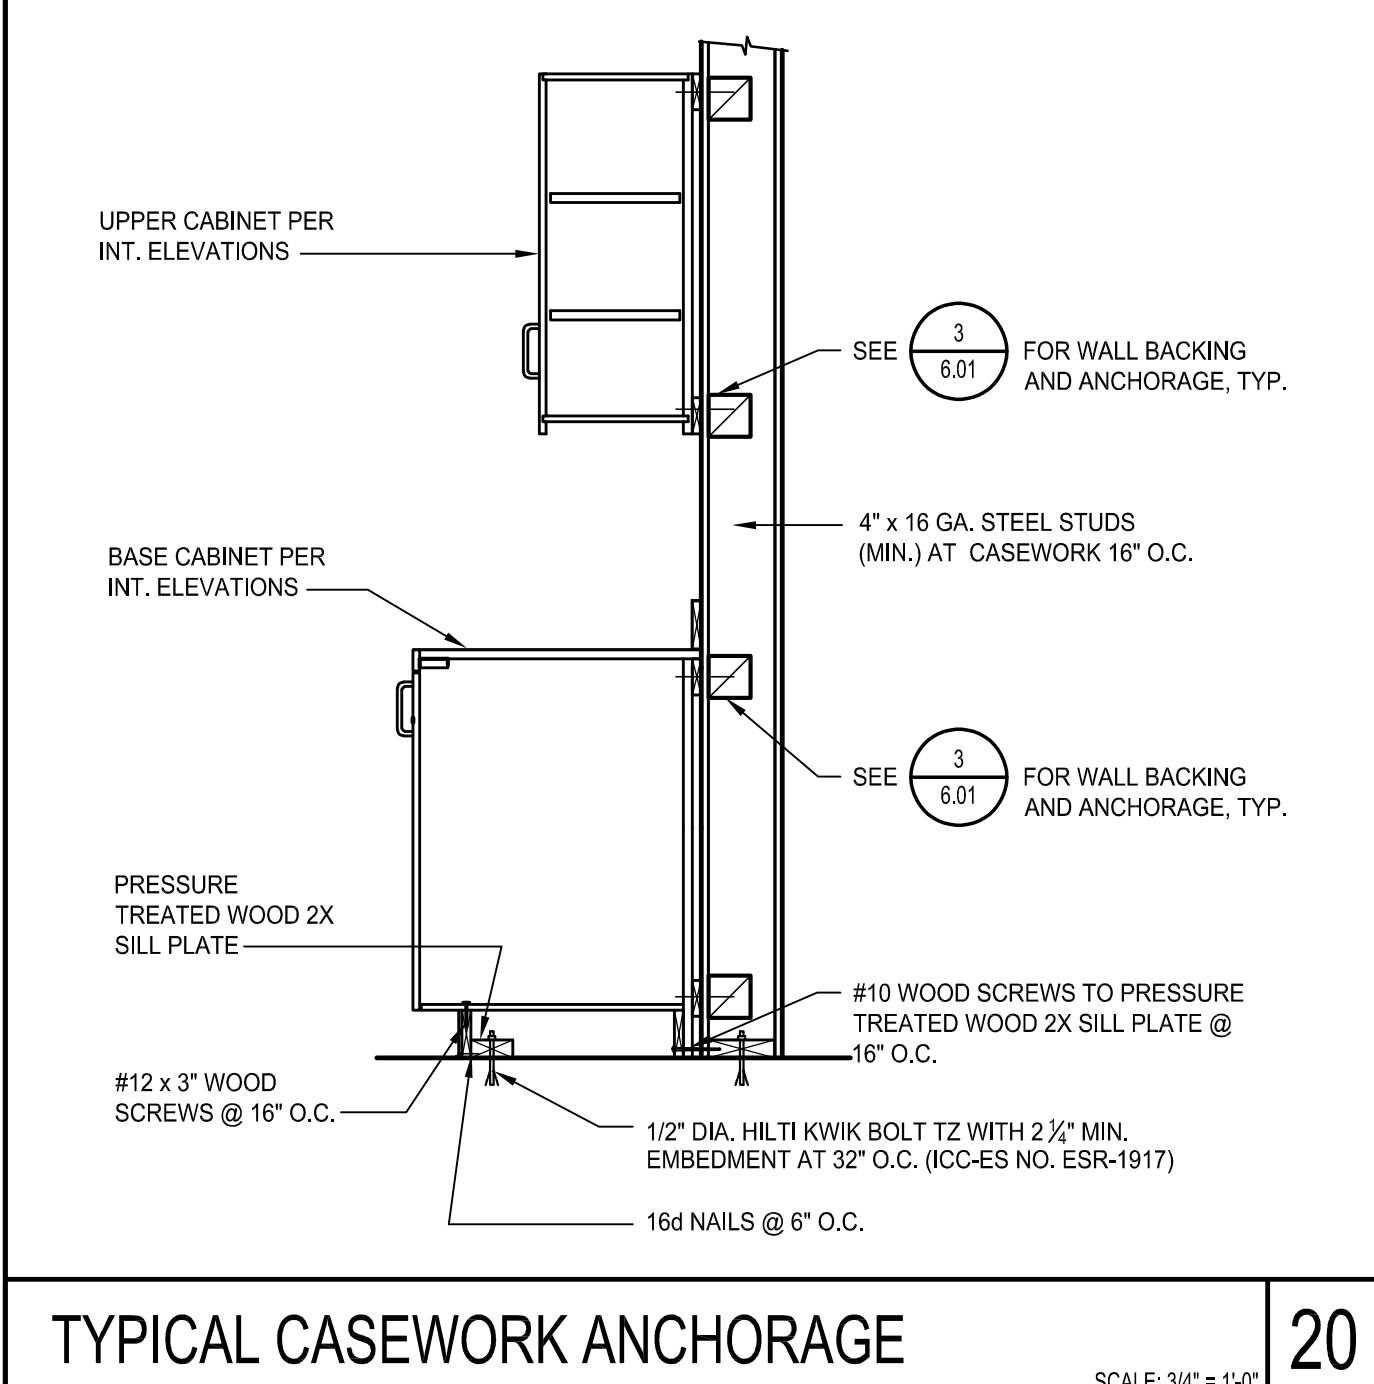 UPPER CABINET PER
INT. ELEVATIONS
SEE
3
6.01
FOR WALL BACKING
AND ANCHORAGE, TYP.
4" x 16 GA. STEEL STUDS
(MIN.) AT CASEWORK 16" O.C.
BASE CABINET PER
INT. ELEVATIONS
SEE
3
6.01
FOR WALL BACKING
AND ANCHORAGE, TYP.
PRESSURE
TREATED WOOD 2X
SILL PLATE
#10 WOOD SCREWS TO PRESSURE
TREATED WOOD 2X SILL PLATE @
16" O.C.
#12 x 3" WOOD
SCREWS @ 16" O.C.
1/2" DIA. HILTI KWIK BOLT TZ WITH 2 1/4" MIN.
EMBEDMENT AT 32" O.C. (ICC-ES NO. ESR-1917)
16d NAILS @ 6" O.C.
TYPICAL CASEWORK ANCHORAGE
SCALE: 3/4" = 1'-0"
20